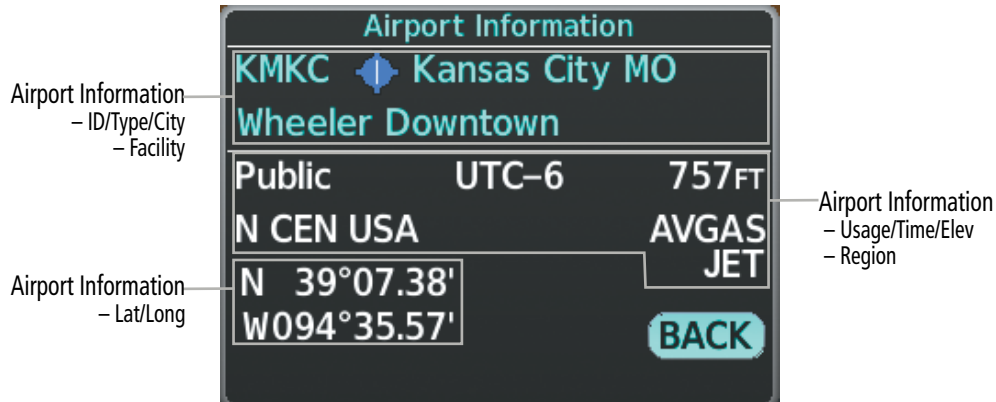 Airport Information
KMKC Kansas City MO
Wheeler Downtown
Airport Information
– ID/Type/City
– Facility
Public UTC–6 757FT
N CEN USA AVGAS
JET
Airport Information
– Usage/Time/Elev
– Region
Airport Information
– Lat/Long
N 39°07.38'
W094°35.57'
BACK